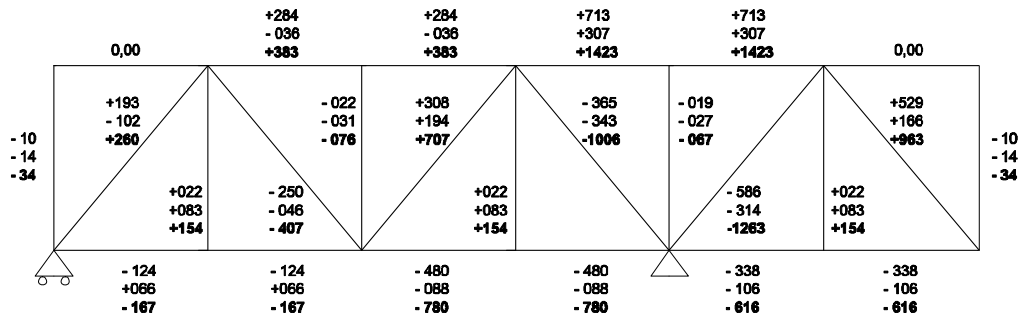 +284 +284 +713 +713
- 036 - 036 +307 +307
0,00 +383 +383 +1423 +1423 0,00
+193 - 022 +308 - 365 - 019 +529
- 102 - 031 +194 - 343 - 027 +166
- 10 +260 - 076 +707 -1006 - 067 +963 - 10
- 14 - 14
- 34 - 34
+022 - 250 +022 - 586 +022
+083 - 046 +083 - 314 +083
+154 - 407 +154 -1263 +154
- 124 - 124 - 480 - 480 - 338 - 338
+066 +066 - 088 - 088 - 106 - 106
- 167 - 167 - 780 - 780 - 616 - 616